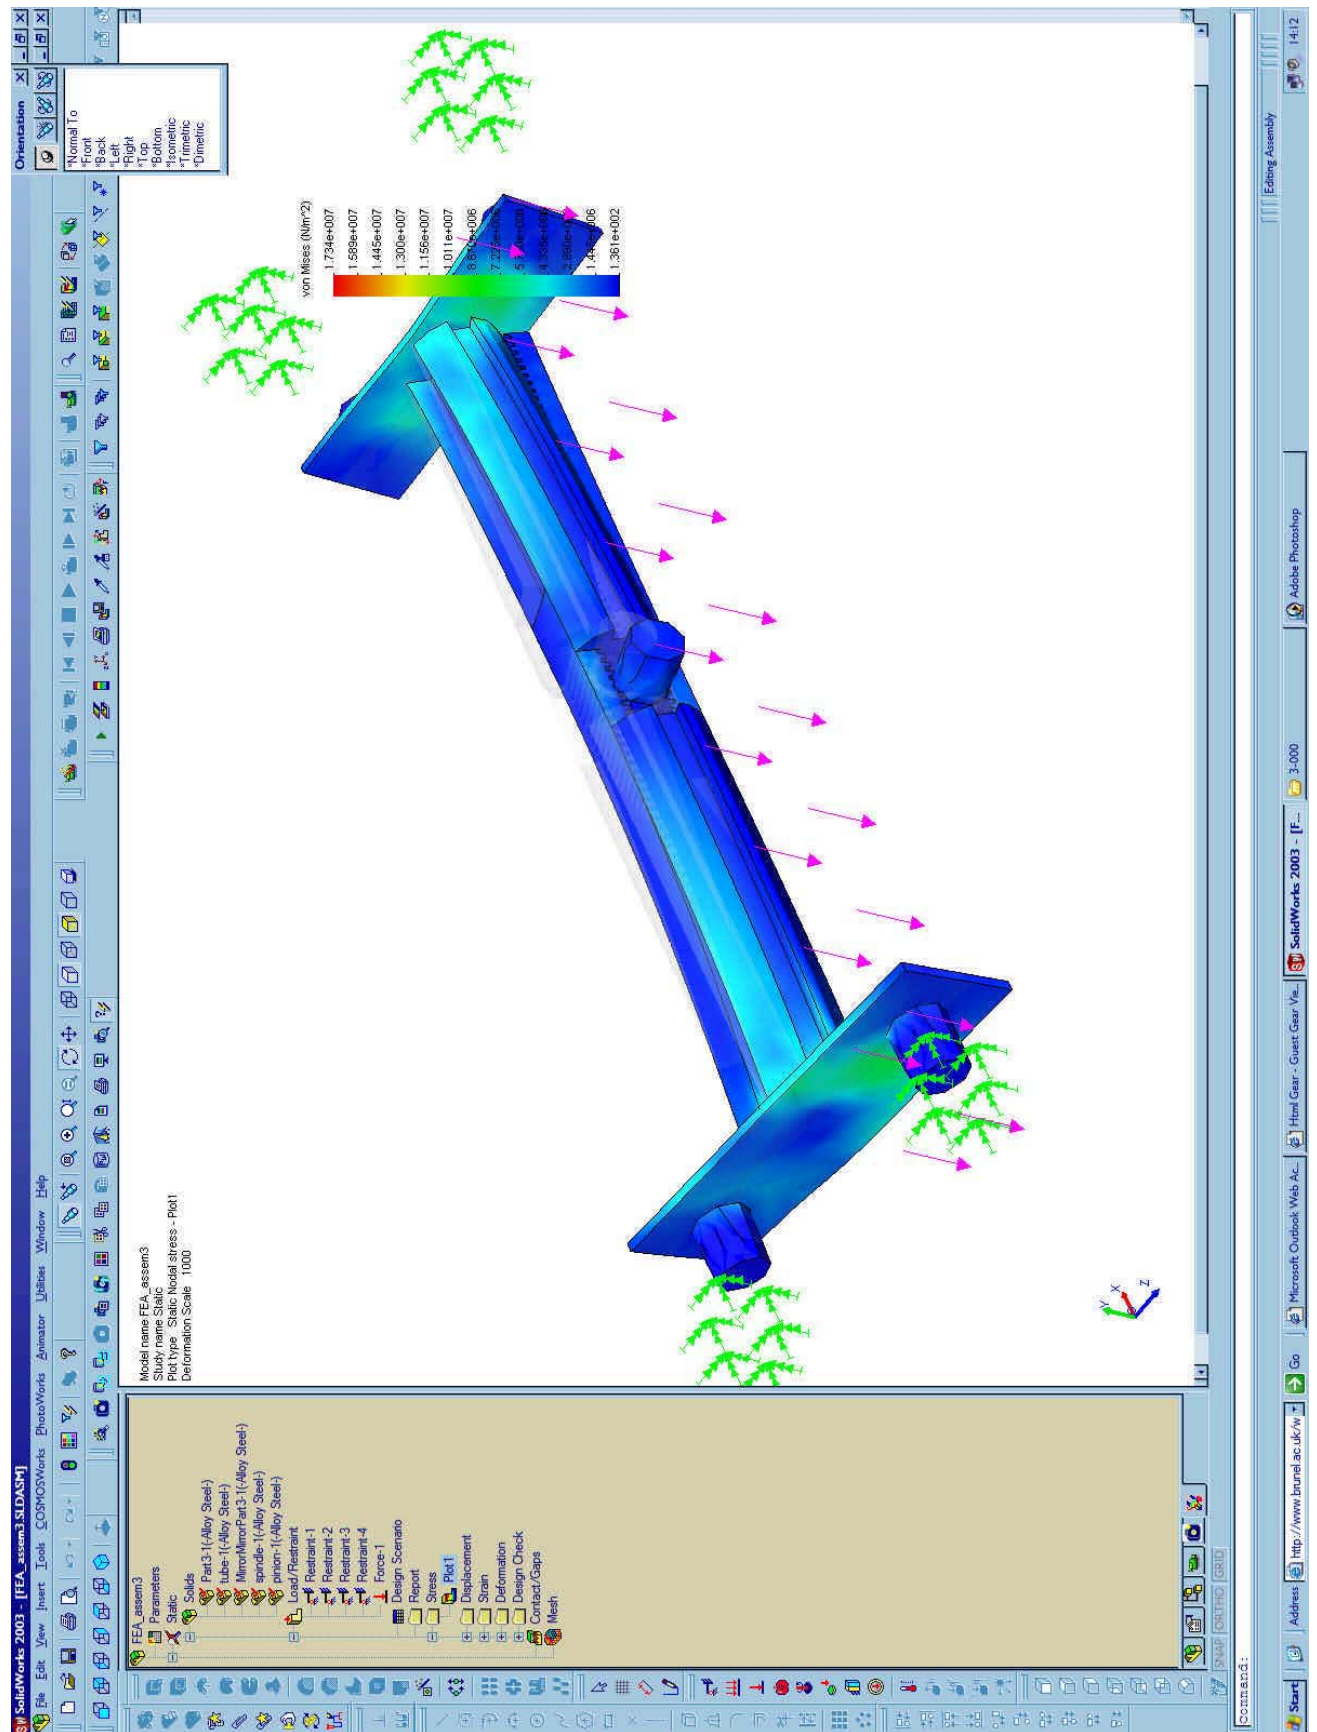 SolidWorks 2003 - [FEA_assem3.SLDASM]
File Edit View Insert Tools COSMOSWorks PhotoWorks Animator Utilities Window Help
Orientation
*Normal To
*Front
*Back
*Left
*Right
*Top
*Bottom
*Isometric
*Trimetric
*Dimetric
FEA_assem3
Parameters
Static
Solids
Part3-1(-Alloy Steel-)
tube-1(-Alloy Steel-)
MirrorMirrorPart3-1(-Alloy Steel-)
spindle-1(-Alloy Steel-)
pinion-1(-Alloy Steel-)
Load/Restraint
Restraint-1
Restraint-2
Restraint-3
Restraint-4
Force-1
Design Scenario
Report
Stress
Plot1
Displacement
Strain
Deformation
Design Check
Contact/Gaps
Mesh
Model name: FEA_assem3
Study name: Static
Plot type: Static Nodal stress - Plot1
Deformation Scale: 1000
von Mises (N/m^2)
1.734e+007
1.589e+007
1.445e+007
1.300e+007
1.156e+007
1.011e+007
1.361e+002
Y
X
Z
SNAP ORTHO GRID
Command:
Editing Assembly
Start Address http://www.brunel.ac.uk/w Go Microsoft Outlook Web Ac... Html Gear - Guest Gear Vie... SolidWorks 2003 - [F... 3-000 Adobe Photoshop 14:12